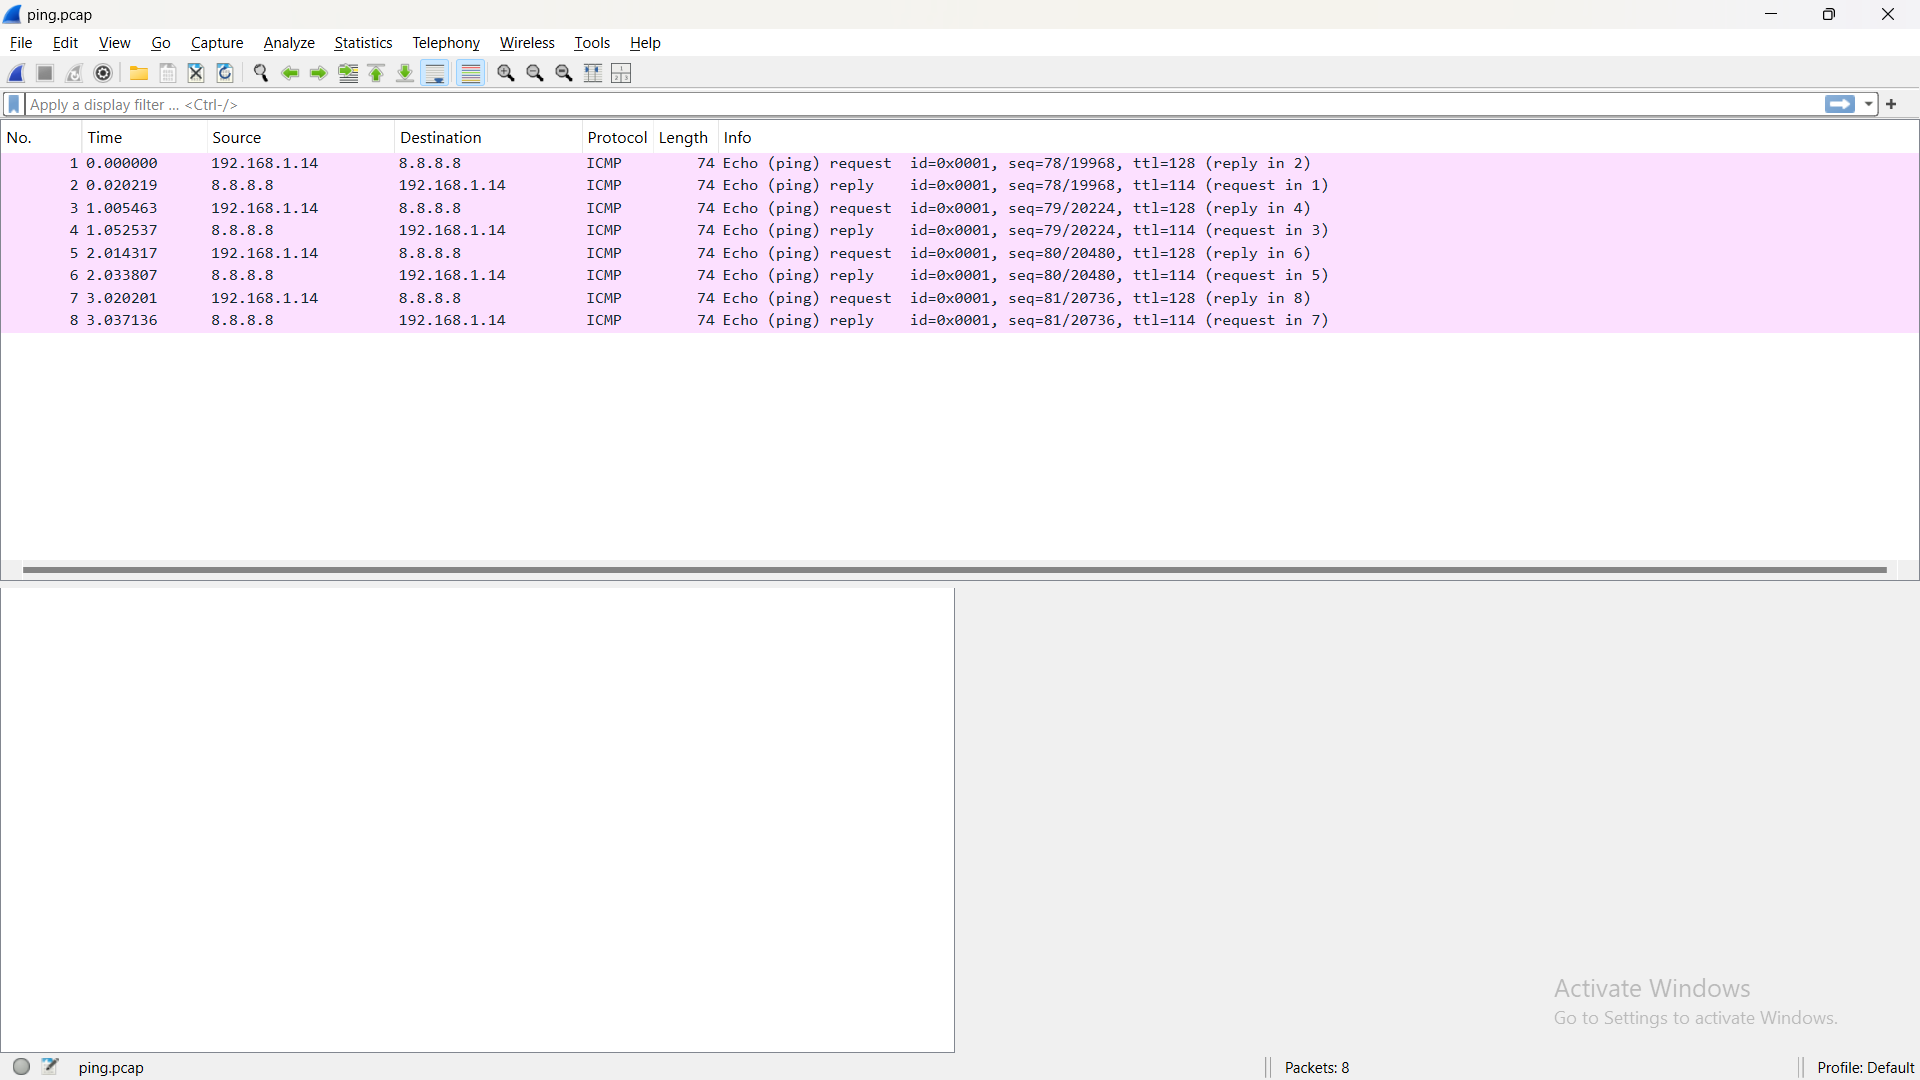 ping.pcap
File Edit View Go Capture Analyze Statistics Telephony Wireless Tools Help
Apply a display filter ... <Ctrl-/>
No. Time Source Destination Protocol Length Info
1 0.000000 192.168.1.14 8.8.8.8 ICMP 74 Echo (ping) request id=0x0001, seq=78/19968, ttl=128 (reply in 2)
2 0.020219 8.8.8.8 192.168.1.14 ICMP 74 Echo (ping) reply id=0x0001, seq=78/19968, ttl=114 (request in 1)
3 1.005463 192.168.1.14 8.8.8.8 ICMP 74 Echo (ping) request id=0x0001, seq=79/20224, ttl=128 (reply in 4)
4 1.052537 8.8.8.8 192.168.1.14 ICMP 74 Echo (ping) reply id=0x0001, seq=79/20224, ttl=114 (request in 3)
5 2.014317 192.168.1.14 8.8.8.8 ICMP 74 Echo (ping) request id=0x0001, seq=80/20480, ttl=128 (reply in 6)
6 2.033807 8.8.8.8 192.168.1.14 ICMP 74 Echo (ping) reply id=0x0001, seq=80/20480, ttl=114 (request in 5)
7 3.020201 192.168.1.14 8.8.8.8 ICMP 74 Echo (ping) request id=0x0001, seq=81/20736, ttl=128 (reply in 8)
8 3.037136 8.8.8.8 192.168.1.14 ICMP 74 Echo (ping) reply id=0x0001, seq=81/20736, ttl=114 (request in 7)
Activate Windows
Go to Settings to activate Windows.
ping.pcap Packets: 8 Profile: Default